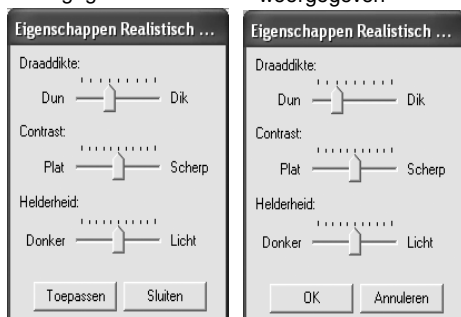 Eigenschappen Realistisch ...
Draaddikte:
Dun Dik
Contrast:
Plat Scherp
Helderheid:
Donker Licht
Toepassen Sluiten
Eigenschappen Realistisch ...
Draaddikte:
Dun Dik
Contrast:
Plat Scherp
Helderheid:
Donker Licht
OK Annuleren